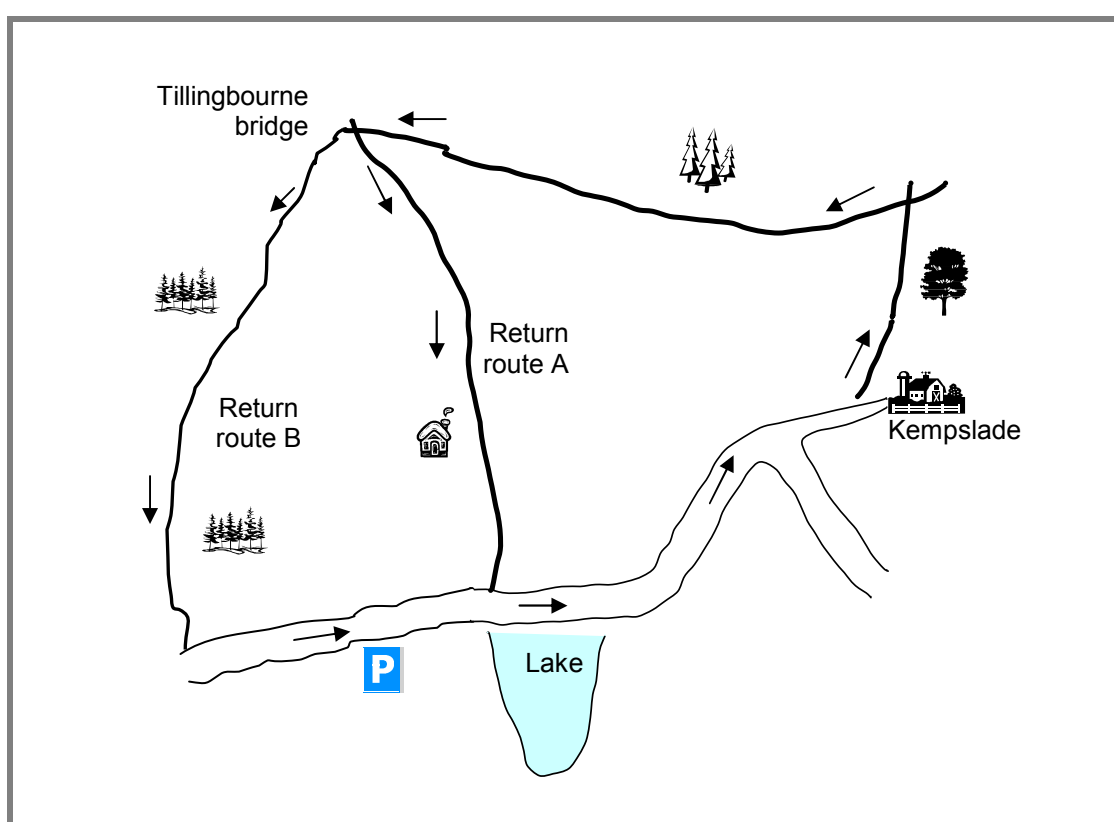 Tillingbourne
bridge
Return
route A
Return
route B
Kempslade
P
Lake